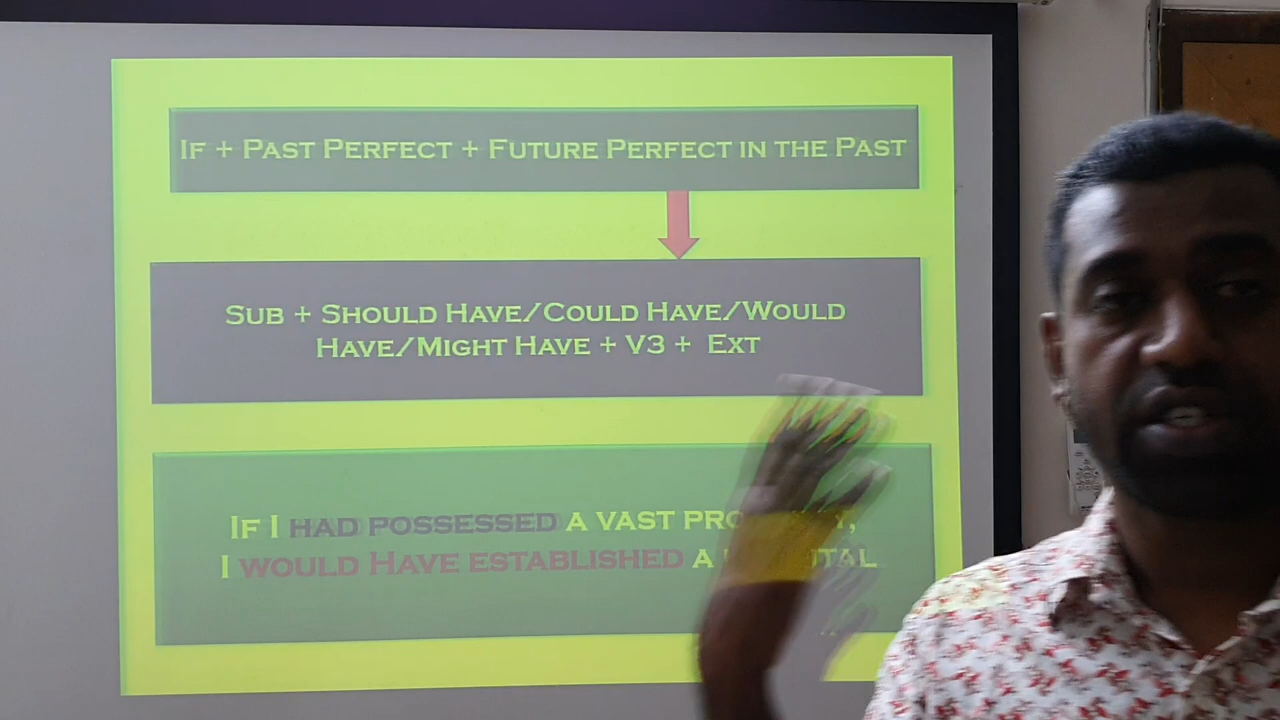 If + Past Perfect + Future Perfect in the Past
Sub + Should Have/Could Have/Would
Have/Might Have + V3 + Ext
If I had possessed a vast
I would Have established a